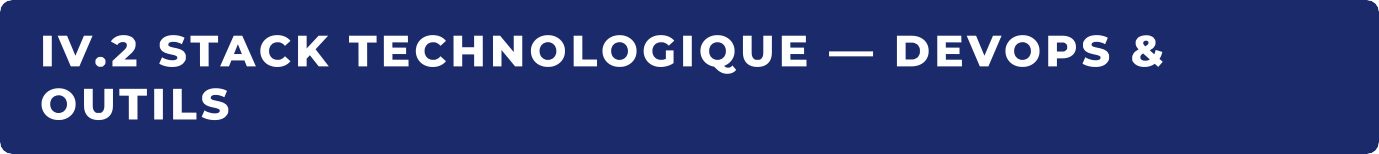 IV.2 STACK TECHNOLOGIQUE — DEVOPS &
OUTILS